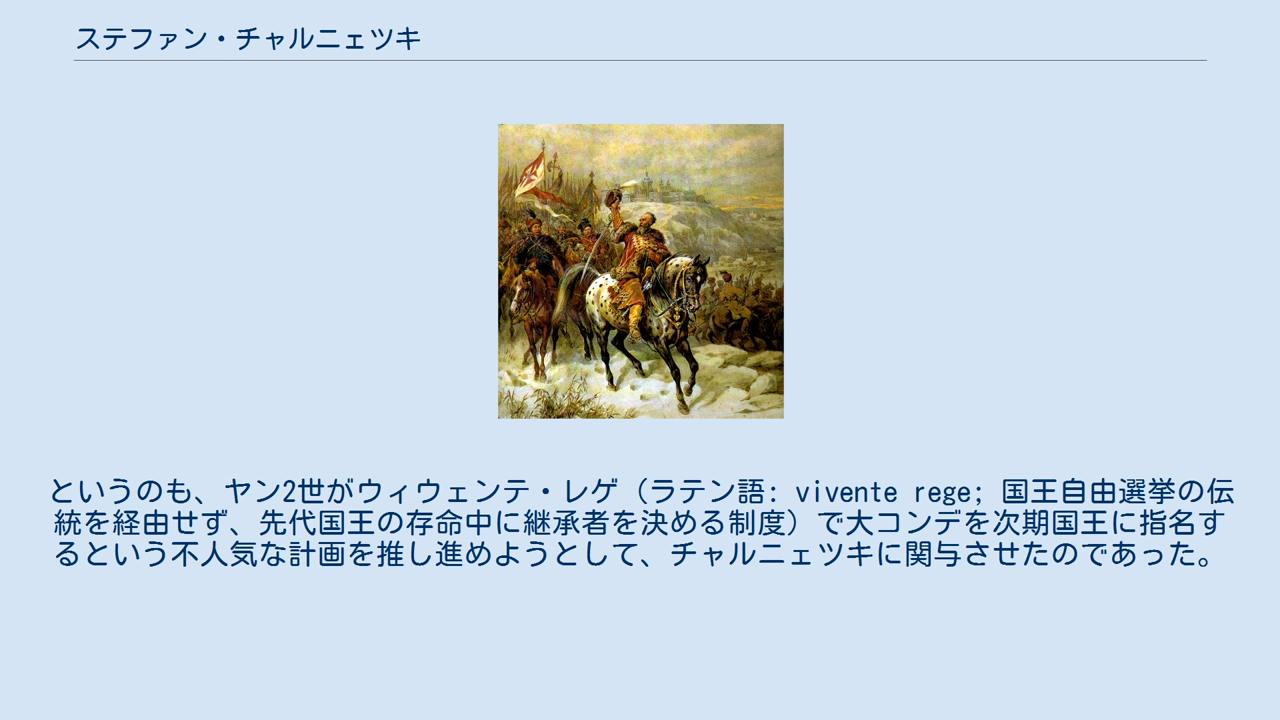 ステファン・チャルニェツキ
というのも、ヤン2世がウィウェンテ・レゲ（ラテン語: vivente rege; 国王自由選挙の伝
統を経由せず、先代国王の存命中に継承者を決める制度）で大コンデを次期国王に指名す
るという不人気な計画を推し進めようとして、チャルニェツキに関与させたのであった。